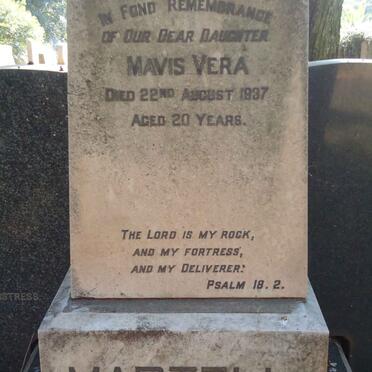 IN FOND REMEMBRANCE
OF OUR DEAR DAUGHTER
MAVIS VERA
DIED 22ND AUGUST 1937
AGED 20 YEARS.
THE LORD IS MY ROCK,
AND MY FORTRESS,
AND MY DELIVERER:
PSALM 18. 2.